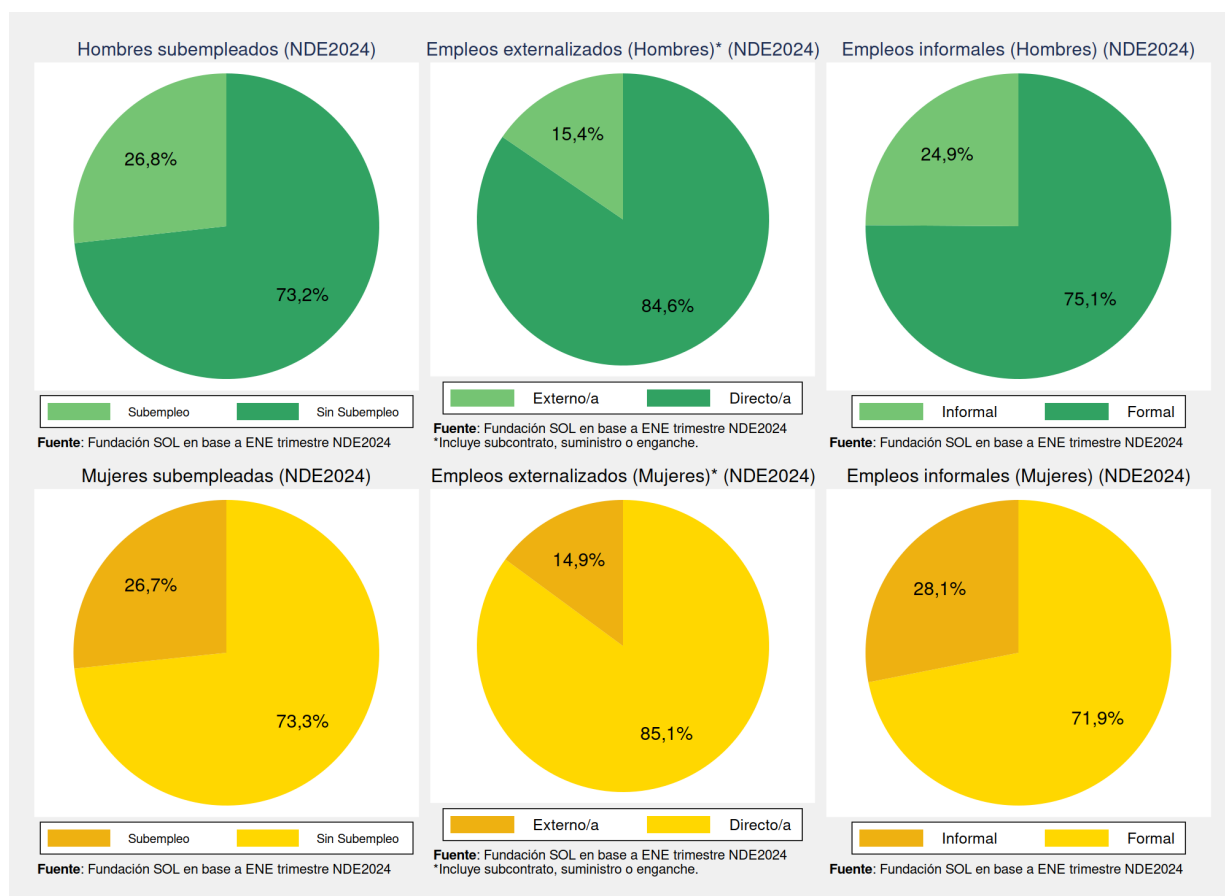 Hombres subempleados (NDE2024)
26,8%
73,2%
Subempleo Sin Subempleo
Fuente: Fundación SOL en base a ENE trimestre NDE2024
Empleos externalizados (Hombres)* (NDE2024)
15,4%
84,6%
Externo/a Directo/a
Fuente: Fundación SOL en base a ENE trimestre NDE2024
*Incluye subcontrato, suministro o enganche.
Empleos informales (Hombres) (NDE2024)
24,9%
75,1%
Informal Formal
Fuente: Fundación SOL en base a ENE trimestre NDE2024
Mujeres subempleadas (NDE2024)
26,7%
73,3%
Subempleo Sin Subempleo
Fuente: Fundación SOL en base a ENE trimestre NDE2024
Empleos externalizados (Mujeres)* (NDE2024)
14,9%
85,1%
Externo/a Directo/a
Fuente: Fundación SOL en base a ENE trimestre NDE2024
*Incluye subcontrato, suministro o enganche.
Empleos informales (Mujeres) (NDE2024)
28,1%
71,9%
Informal Formal
Fuente: Fundación SOL en base a ENE trimestre NDE2024